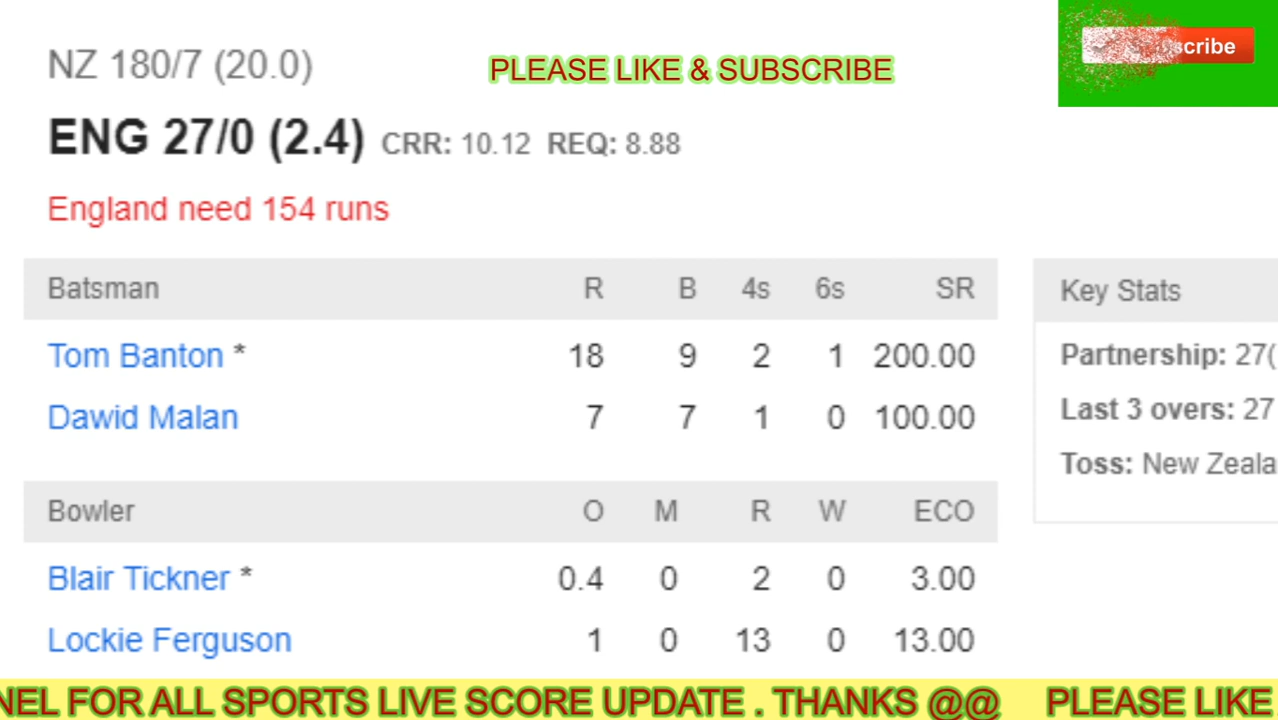 NZ 180/7 (20.0)
PLEASE LIKE & SUBSCRIBE
scribe
ENG 27/0 (2.4) CRR: 10.12 REQ: 8.88
England need 154 runs
Batsman R B 4s 6s SR
Tom Banton * 18 9 2 1 200.00
Dawid Malan 7 7 1 0 100.00
Key Stats
Partnership: 27(
Last 3 overs: 27
Toss: New Zeala
Bowler O M R W ECO
Blair Tickner * 0.4 0 2 0 3.00
Lockie Ferguson 1 0 13 0 13.00
NEL FOR ALL SPORTS LIVE SCORE UPDATE . THANKS @@ PLEASE LIKE